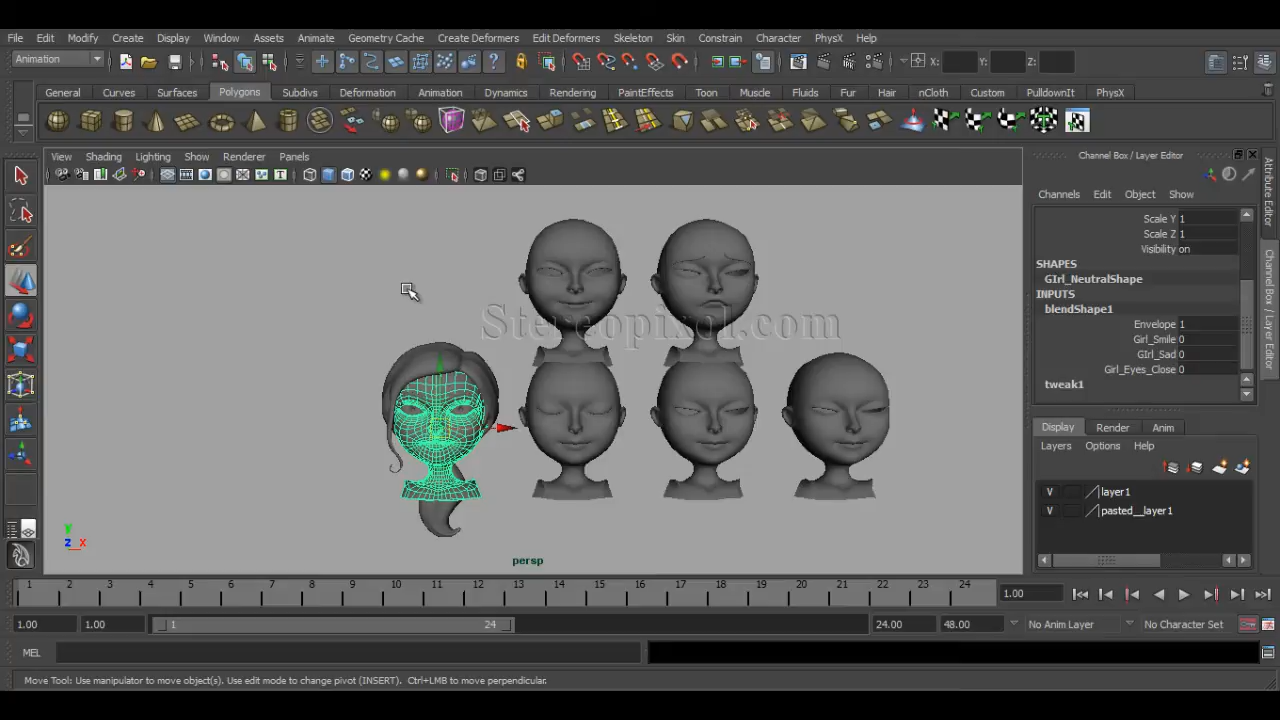 File Edit Modify Create Display Window Assets Animate Geometry Cache Create Deformers Edit Deformers Skeleton Skin Constrain Character PhysX Help
Animation X: Y: Z:
General Curves Surfaces Polygons Subdivs Deformation Animation Dynamics Rendering PaintEffects Toon Muscle Fluids Fur Hair nCloth Custom PulldownIt PhysX
View Shading Lighting Show Renderer Panels
Channel Box / Layer Editor
Channels Edit Object Show
Attribute Editor
Channel Box / Layer Editor
Scale Y 1
Scale Z 1
Visibility on
SHAPES
GIrl_NeutralShape
INPUTS
blendShape1
Envelope 1
Girl_Smile 0
GIrl_Sad 0
Girl_Eyes_Close 0
tweak1
Stereopixol.com
Display Render Anim
Layers Options Help
V layer1
V pasted__layer1
y
z x
persp
1 2 3 4 5 6 7 8 9 10 11 12 13 14 15 16 17 18 19 20 21 22 23 24 1.00
1.00 1.00 1 24 24.00 48.00 No Anim Layer No Character Set
MEL
Move Tool: Use manipulator to move object(s). Use edit mode to change pivot (INSERT). Ctrl+LMB to move perpendicular.